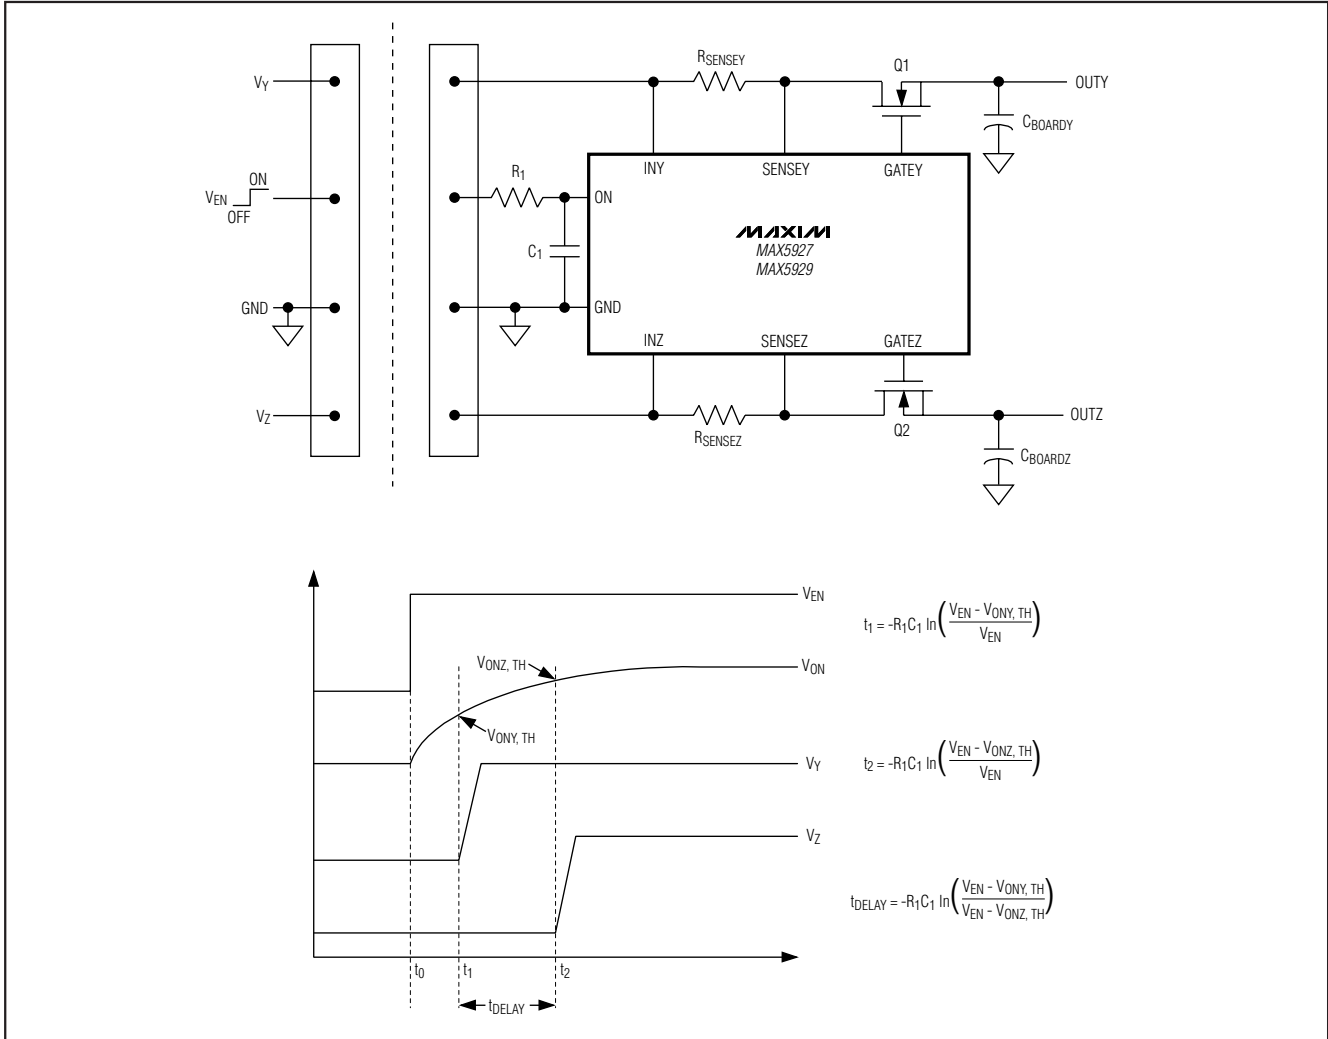 RSENSEY
Q1
VY
OUTY
CBOARDY
INY
SENSEY
GATEY
R1
ON
VEN
OFF
ON
MAXIM
MAX5927
MAX5929
C1
GND
GND
INZ
SENSEZ
GATEZ
VZ
RSENSEZ
Q2
OUTZ
CBOARDZ
VEN
t1 = -R1C1 ln(VEN - VONY, TH / VEN)
VONZ, TH
VON
VONY, TH
VY
t2 = -R1C1 ln(VEN - VONZ, TH / VEN)
VZ
tDELAY = -R1C1 ln(VEN - VONY, TH / VEN - VONZ, TH)
t0
t1
t2
tDELAY